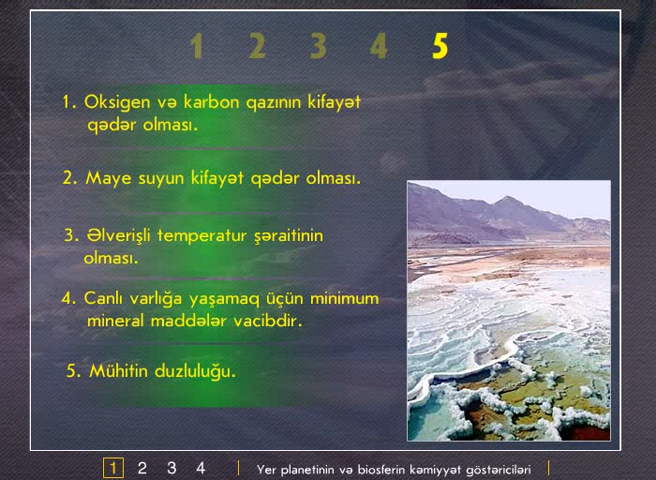 1 2 3 4 5
1. Oksigen və karbon qazının kifayət
qədər olması.
2. Maye suyun kifayət qədər olması.
3. Əlverişli temperatur şəraitinin
olması.
4. Canlı varlığa yaşamaq üçün minimum
mineral maddələr vacibdir.
5. Mühitin duzluluğu.
1 2 3 4 | Yer planetinin və biosferin kəmiyyət göstəriciləri |